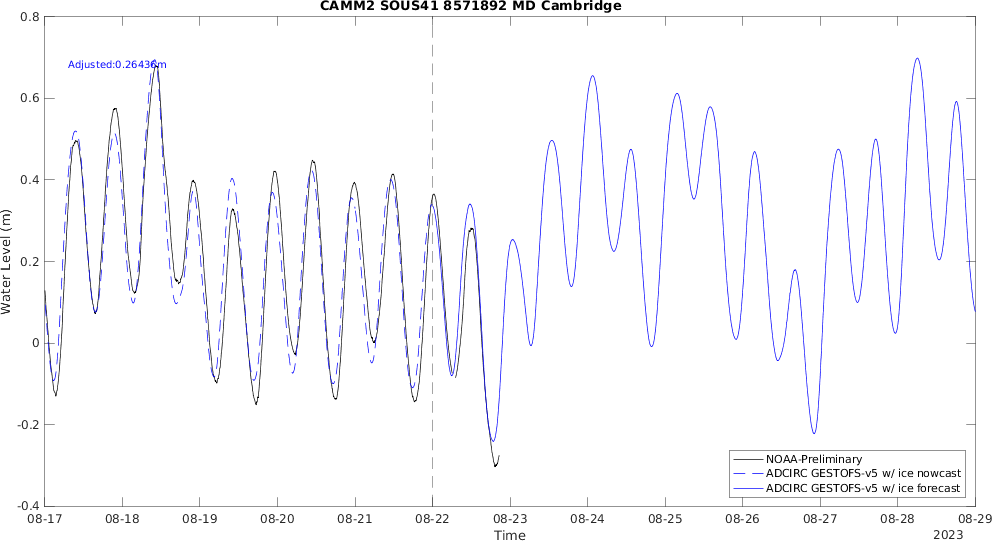 CAMM2 SOUS41 8571892 MD Cambridge
Adjusted:0.26436m
Water Level (m)
0.8
0.6
0.4
0.2
0
-0.2
-0.4
NOAA-Preliminary
ADCIRC GESTOFS-v5 w/ ice nowcast
ADCIRC GESTOFS-v5 w/ ice forecast
08-17 08-18 08-19 08-20 08-21 08-22 08-23 08-24 08-25 08-26 08-27 08-28 08-29
Time
2023